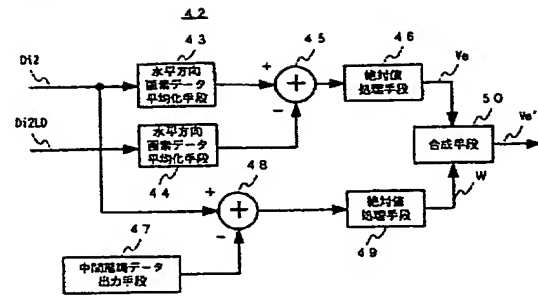 42
43
45
46
Di2
水平方向
画素データ
平均化手段
+
+
絶対値
処理手段
Ve
50
Di2LD
水平方向
画素データ
平均化手段
−
合成手段
Ve'
44
48
+
+
W
47
−
絶対値
処理手段
49
中間階調データ
出力手段